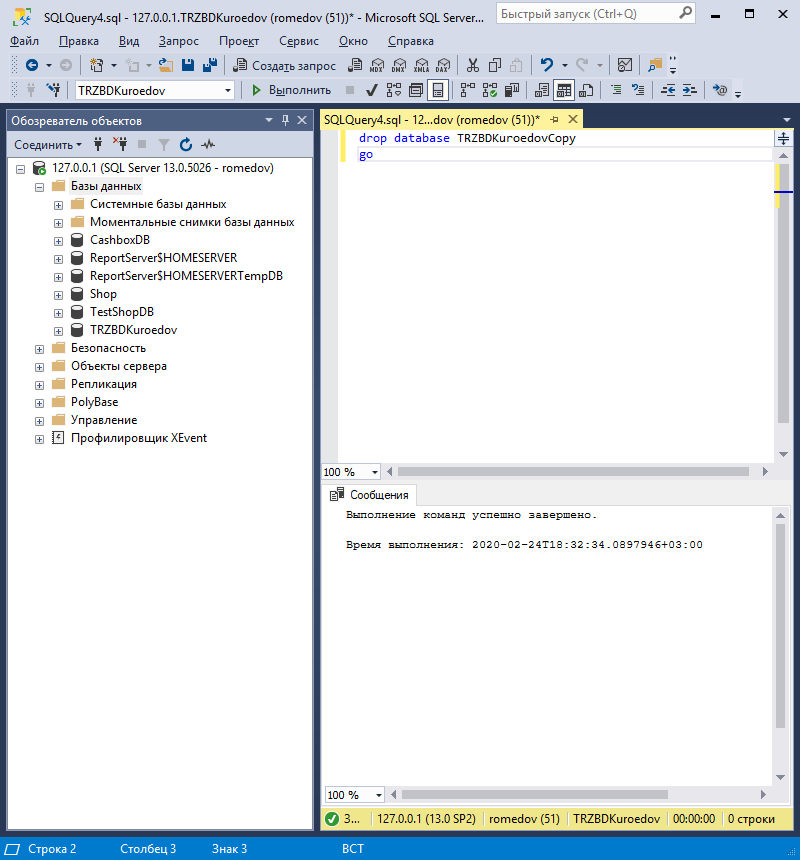 SQLQuery4.sql - 127.0.0.1.TRZBDKuroedov (romedov (51))* - Microsoft SQL Server...
Быстрый запуск (Ctrl+Q)
Файл Правка Вид Запрос Проект Сервис Окно Справка
Создать запрос MDX DMX XMLA DAX
TRZBDKuroedov Выполнить
Обозреватель объектов
SQLQuery4.sql - 12...dov (romedov (51))*
Соединить
drop database TRZBDKuroedovCopy
go
127.0.0.1 (SQL Server 13.0.5026 - romedov)
Базы данных
Системные базы данных
Моментальные снимки базы данных
CashboxDB
ReportServer$HOMESERVER
ReportServer$HOMESERVERTempDB
Shop
TestShopDB
TRZBDKuroedov
Безопасность
Объекты сервера
Репликация
PolyBase
Управление
Профилировщик XEvent
100 %
Сообщения
Выполнение команд успешно завершено.
Время выполнения: 2020-02-24T18:32:34.0897946+03:00
100 %
З... 127.0.0.1 (13.0 SP2) romedov (51) TRZBDKuroedov 00:00:00 0 строки
Строка 2 Столбец 3 Знак 3 ВСТ